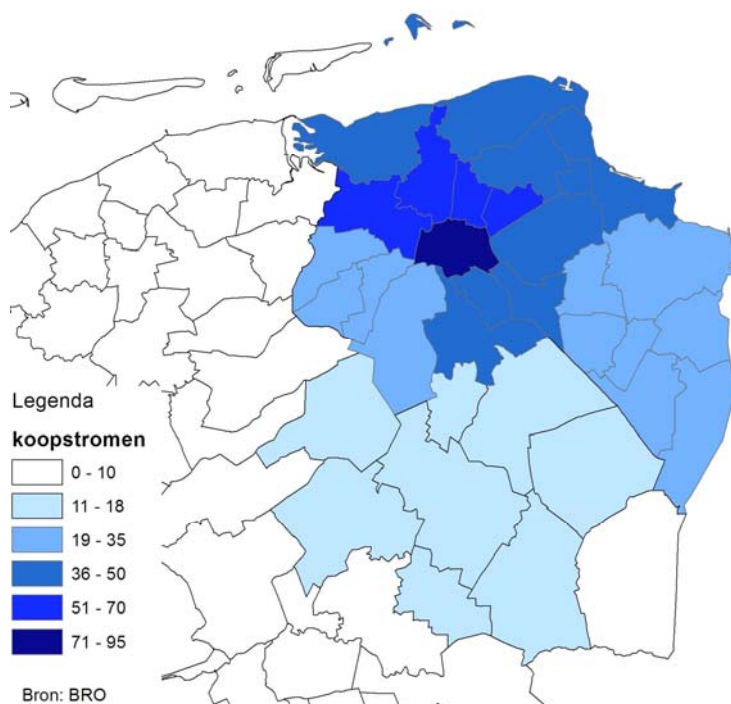 Legenda
koopstromen
0 - 10
11 - 18
19 - 35
36 - 50
51 - 70
71 - 95
Bron: BRO